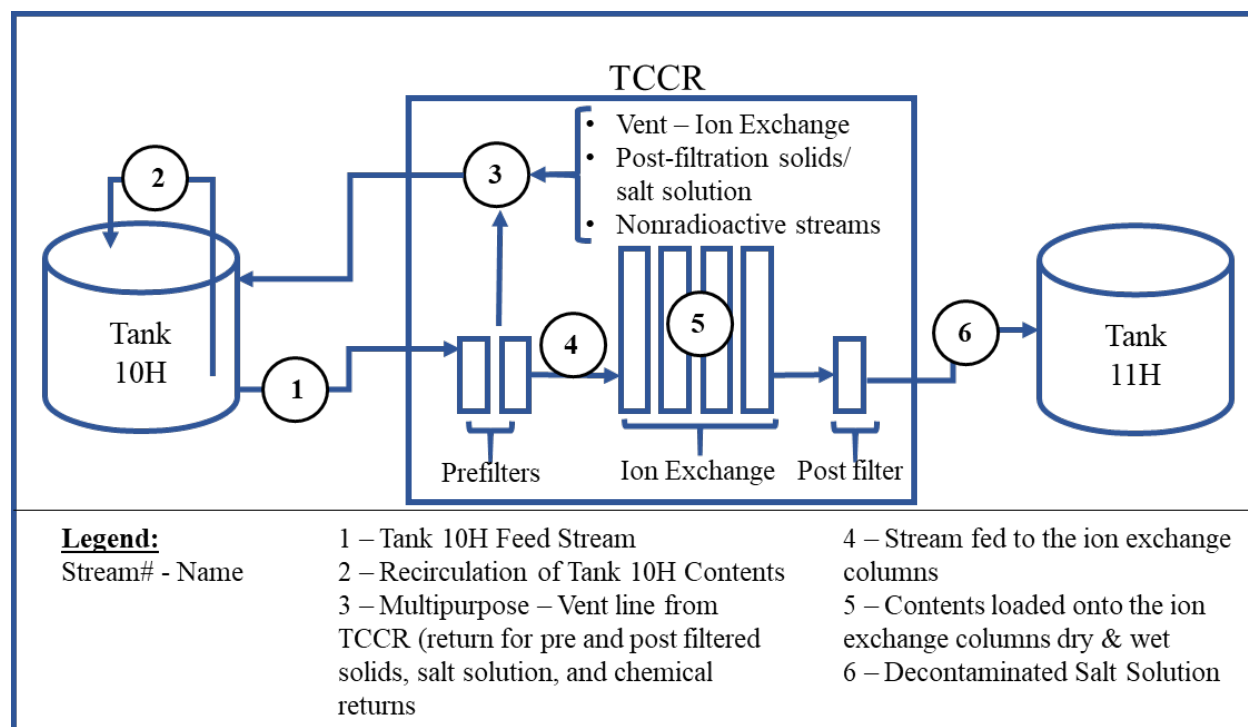 TCCR
• Vent – Ion Exchange
• Post-filtration solids/
salt solution
• Nonradioactive streams
2
3
Tank
10H
1
4
5
6
Tank
11H
Prefilters
Ion Exchange
Post filter
Legend:
Stream# - Name
1 – Tank 10H Feed Stream
2 – Recirculation of Tank 10H Contents
3 – Multipurpose – Vent line from
TCCR (return for pre and post filtered
solids, salt solution, and chemical
returns
4 – Stream fed to the ion exchange
columns
5 – Contents loaded onto the ion
exchange columns dry & wet
6 – Decontaminated Salt Solution